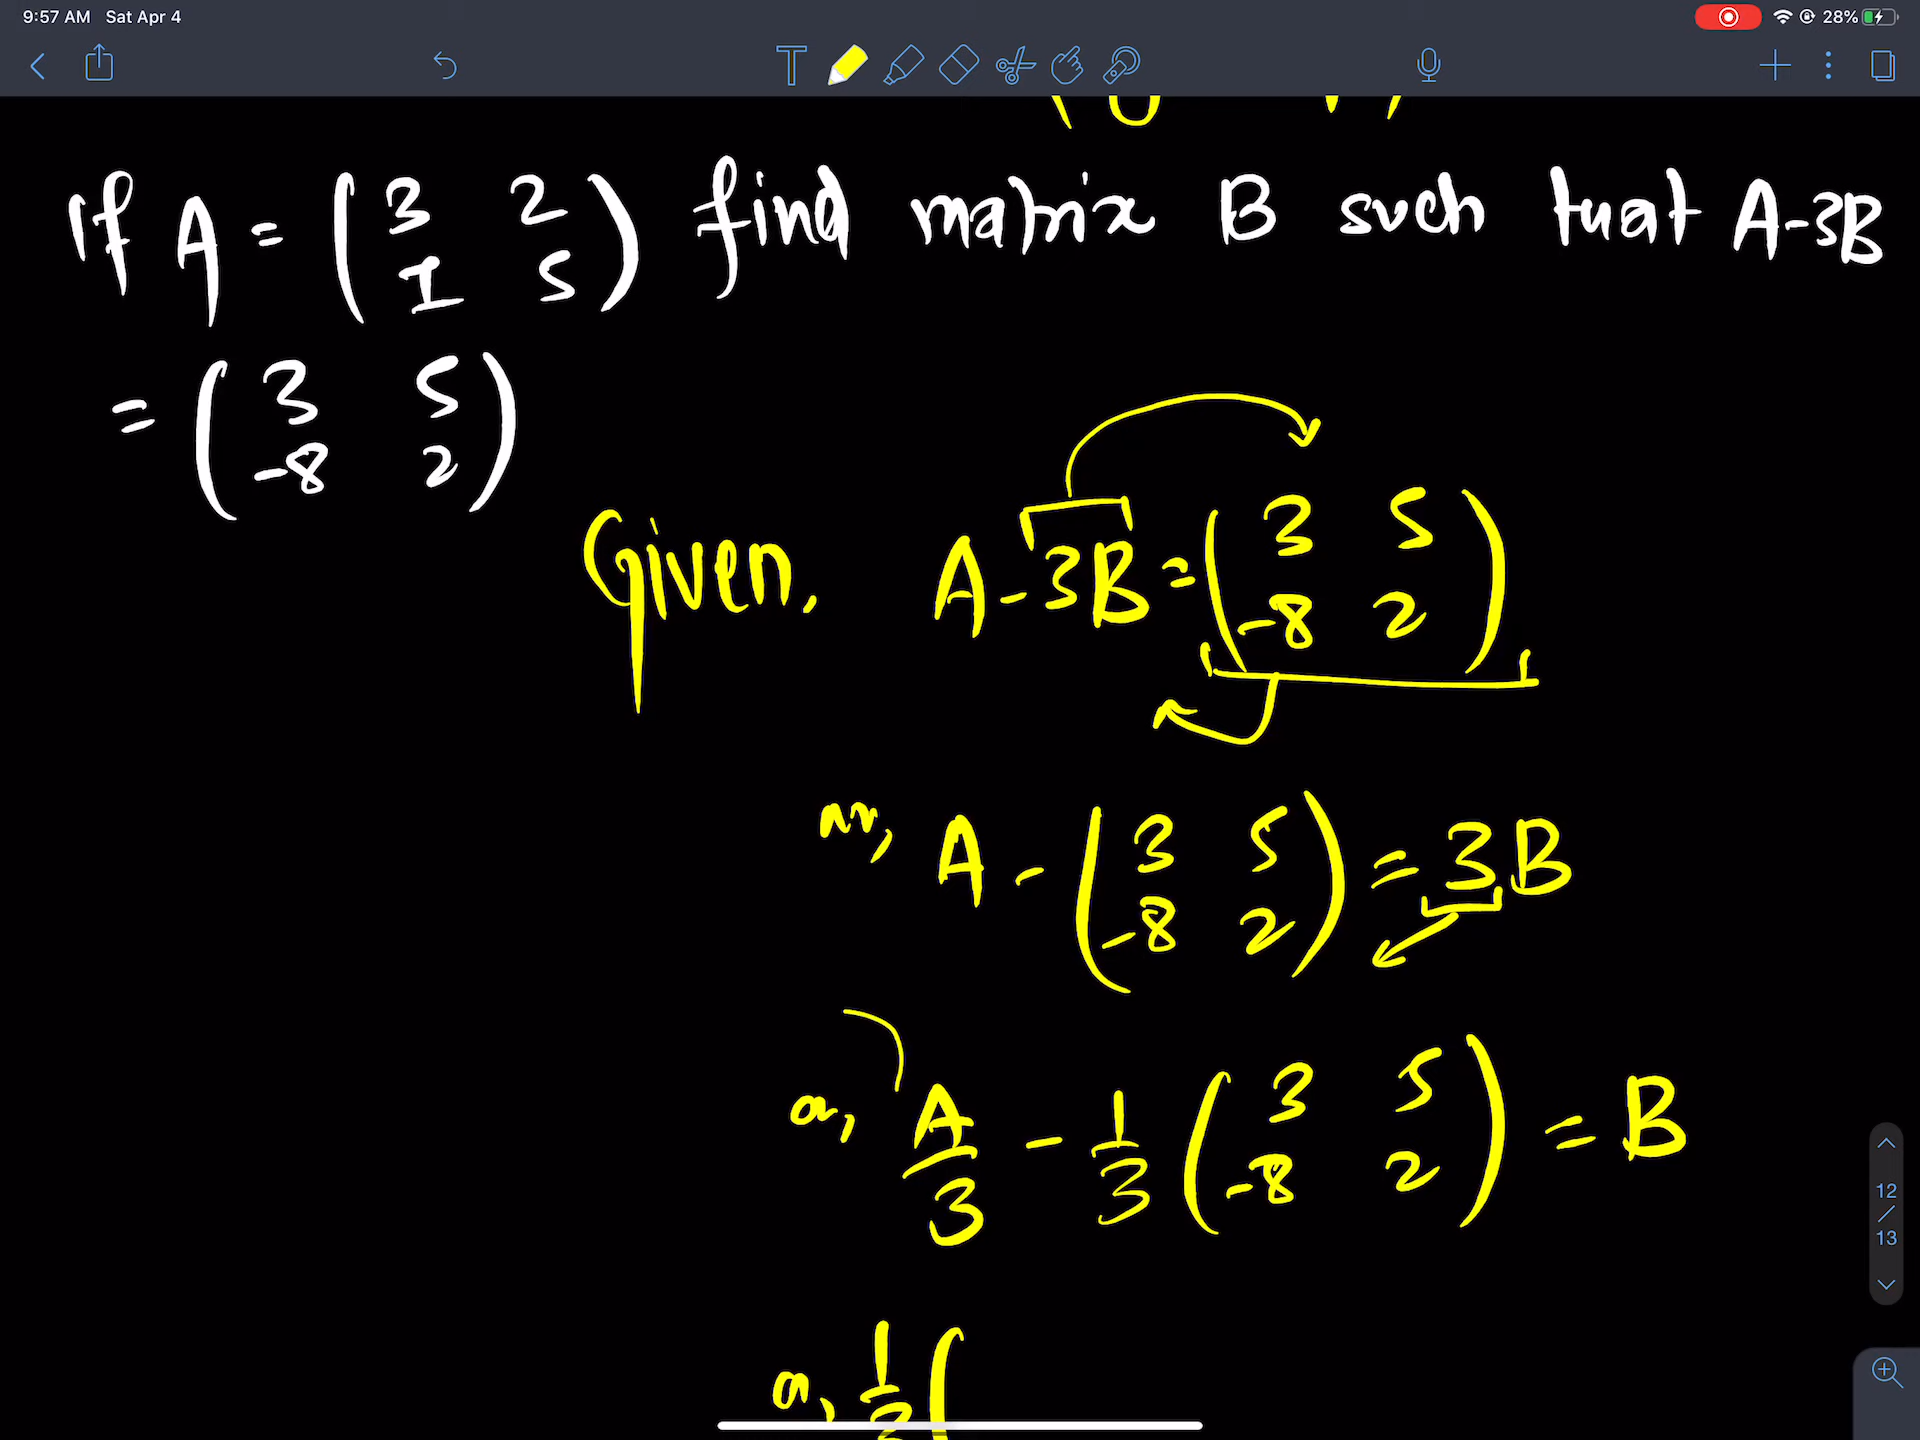 9:57 AM Sat Apr 4
28%
If A = ( 3 2 ) find matrix B such that A-3B
1 5
= ( 3 5 )
-8 2
Given, A - 3B = ( 3 5 )
-8 2
or, A - ( 3 5 ) = 3B
-8 2
or, A/3 - 1/3 ( 3 5 ) = B
-8 2
12
/
13
or, 1/3 (